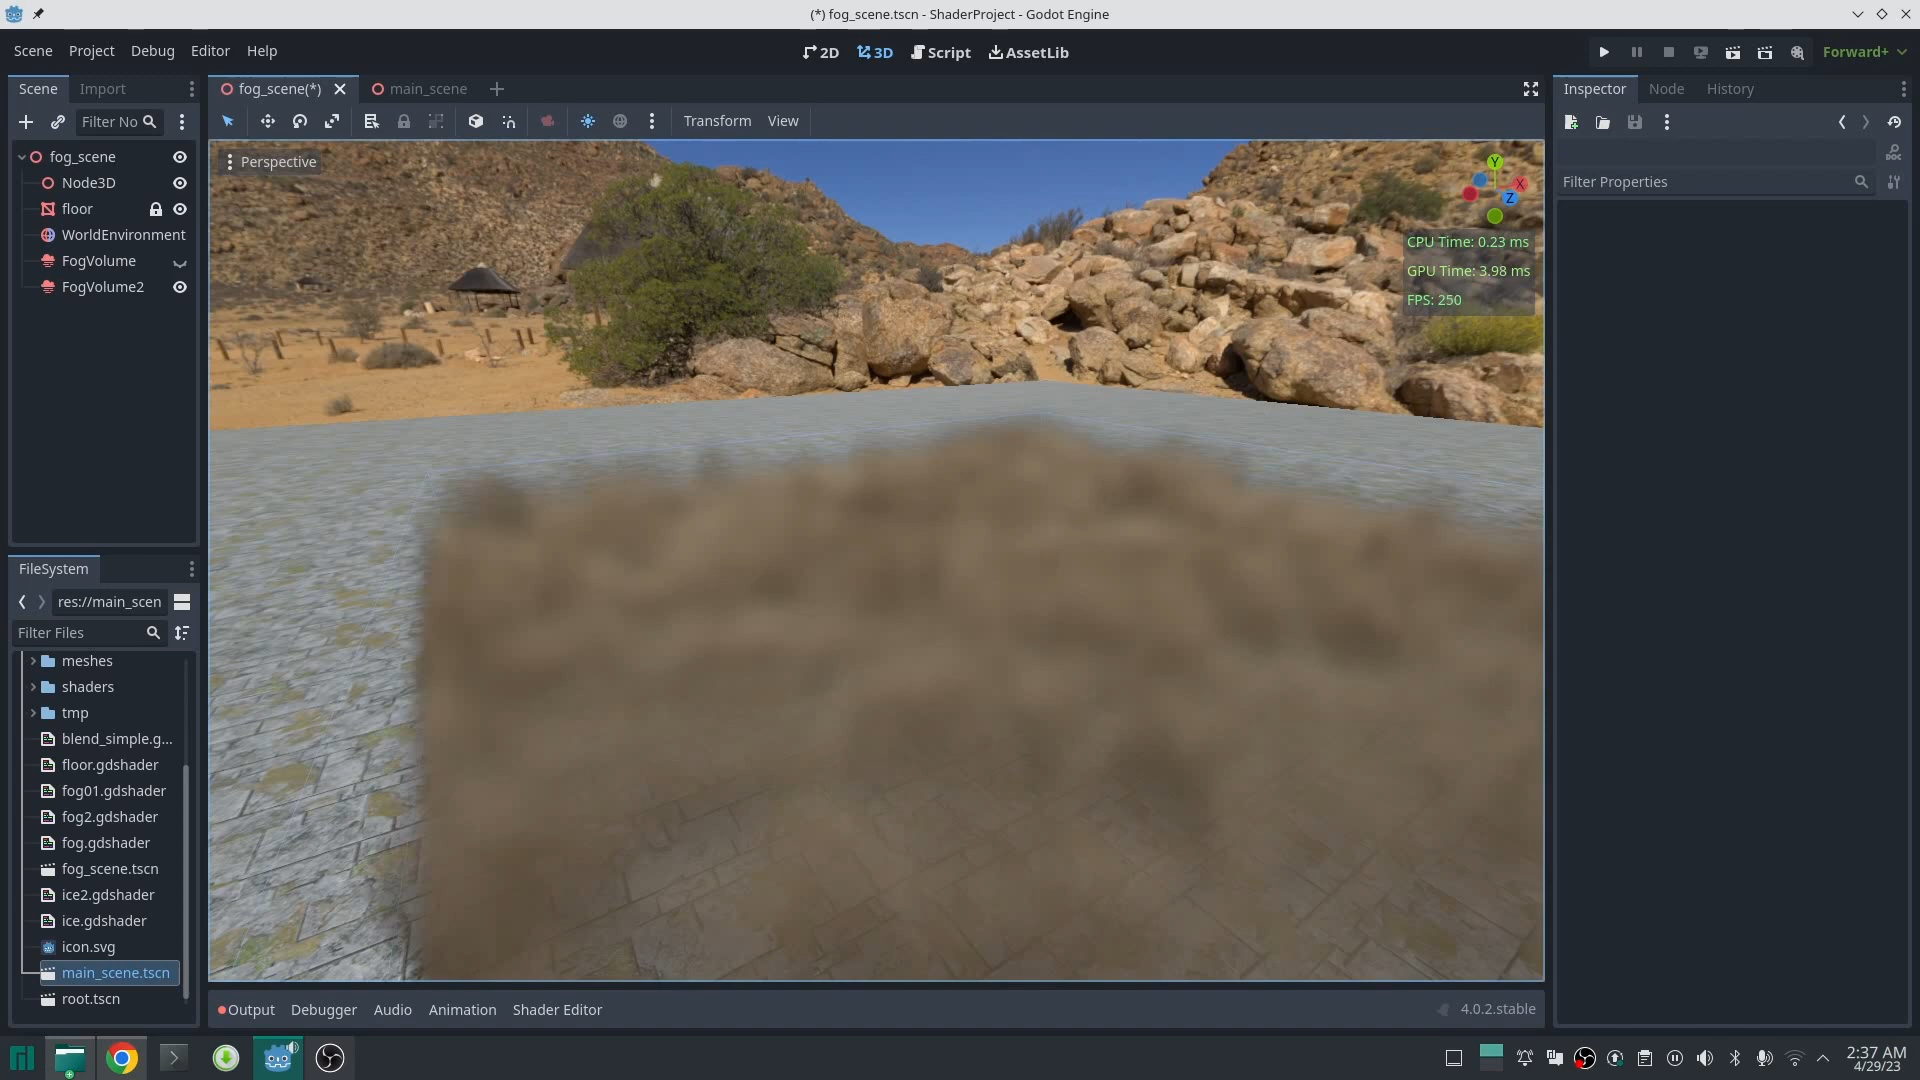 (*) fog_scene.tscn - ShaderProject - Godot Engine
Scene Project Debug Editor Help
2D 3D Script AssetLib
Forward+
Scene Import
fog_scene(*) main_scene
Inspector Node History
Filter No
Transform View
fog_scene
Node3D
floor
WorldEnvironment
FogVolume
FogVolume2
Perspective
Y
X
Z
CPU Time: 0.23 ms
GPU Time: 3.98 ms
FPS: 250
DOC
Filter Properties
FileSystem
res://main_scen
Filter Files
meshes
shaders
tmp
blend_simple.g...
floor.gdshader
fog01.gdshader
fog2.gdshader
fog.gdshader
fog_scene.tscn
ice2.gdshader
ice.gdshader
icon.svg
main_scene.tscn
root.tscn
Output Debugger Audio Animation Shader Editor
4.0.2.stable
2:37 AM
4/29/23